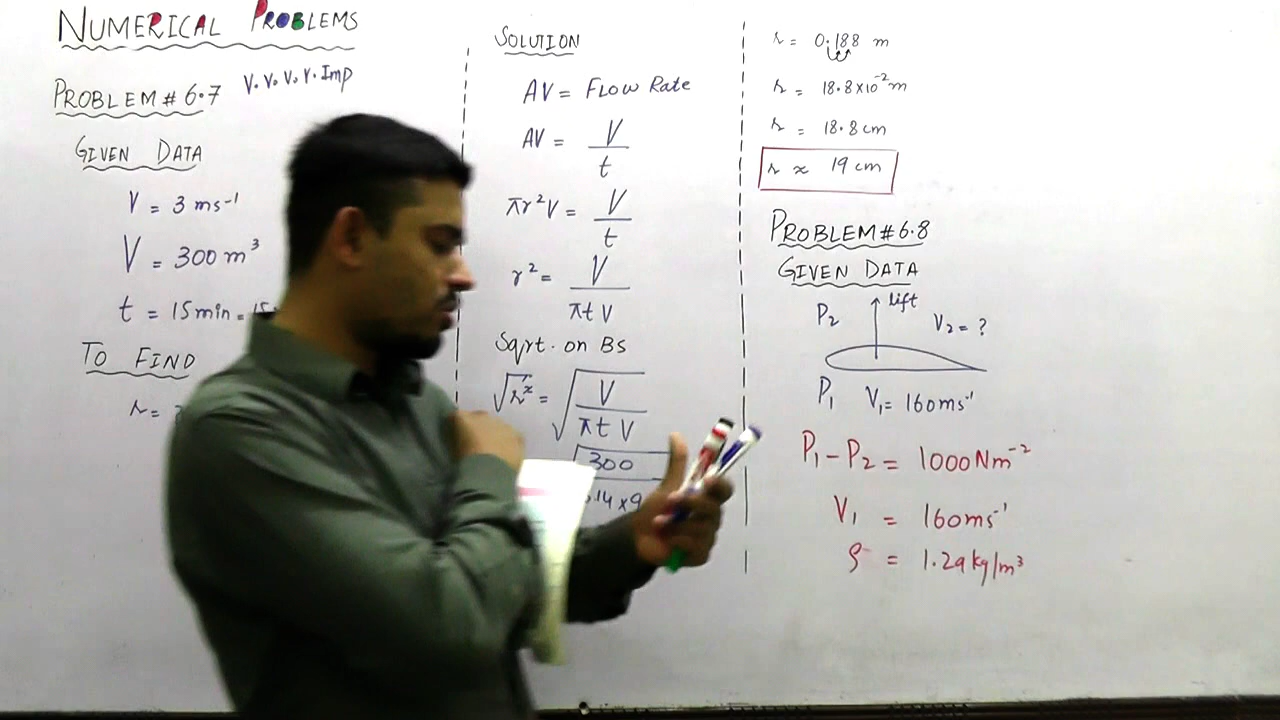 NUMERICAL PROBLEMS
PROBLEM # 6.7 V. V. V. V. Imp
GIVEN DATA
V = 3 ms⁻¹
V = 300 m³
t = 15 min = 15
TO FIND
r =
SOLUTION
AV = FLOW RATE
AV = V/t
πr²V = V/t
r² = V/πtV
Sqrt. on BS
√r² = √V/πtV
300
.14 × 9
r = 0.188 m
r = 18.8×10⁻² m
r = 18.8 cm
r ≈ 19 cm
PROBLEM # 6.8
GIVEN DATA
lift
P₂ V₂ = ?
P₁ V₁ = 160 ms⁻¹
P₁ - P₂ = 1000 Nm⁻²
V₁ = 160 ms⁻¹
ρ = 1.29 kg/m³